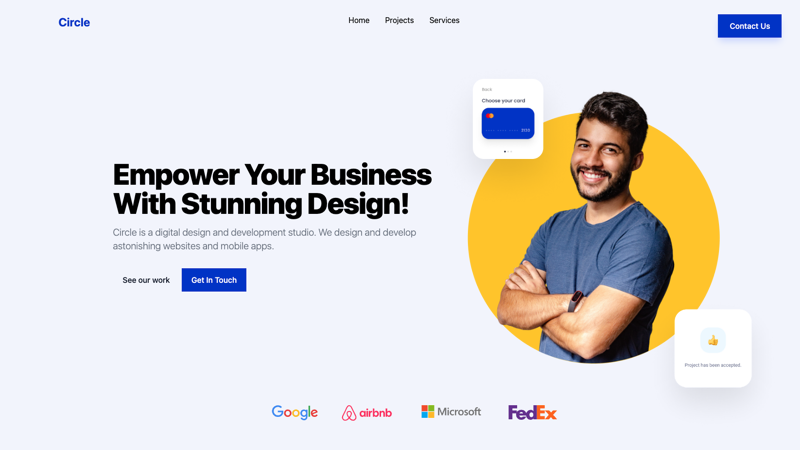 Circle
Home Projects Services
Contact Us
Back
Choose your card
Empower Your Business
With Stunning Design!
Circle is a digital design and development studio. We design and develop
astonishing websites and mobile apps.
See our work
Get In Touch
Project has been accepted.
Google
airbnb
Microsoft
FedEx